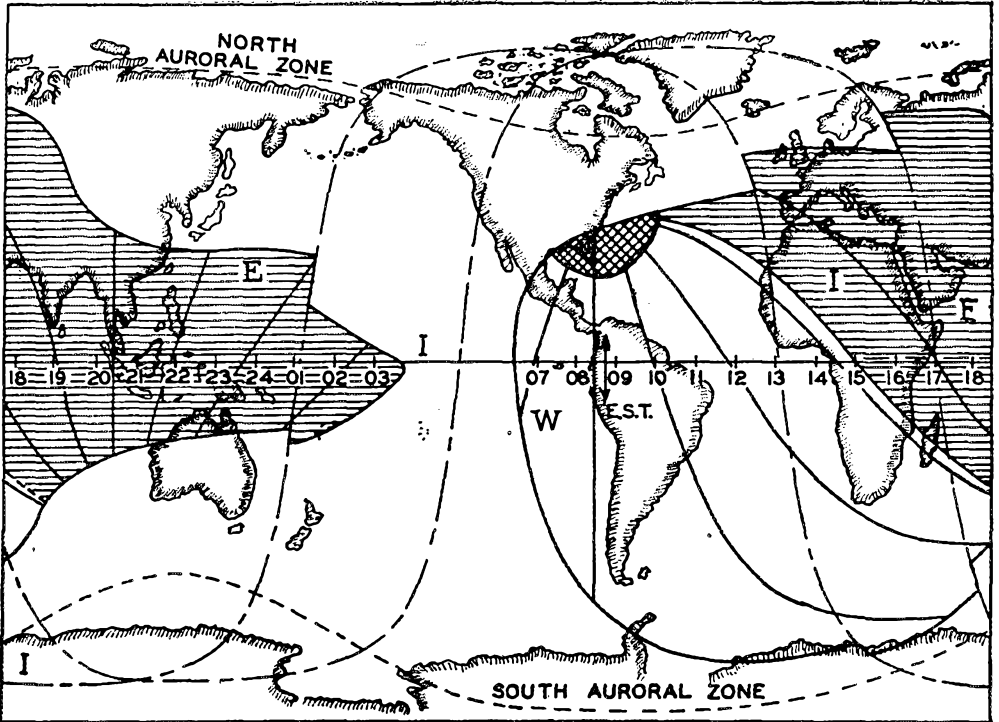 NORTH
AURORAL ZONE
E
I
E
I
18 19 20 21 22 23 24 01 02 03 07 08 09 10 11 12 13 14 15 16 17 18
W
E.S.T.
I
SOUTH AURORAL ZONE